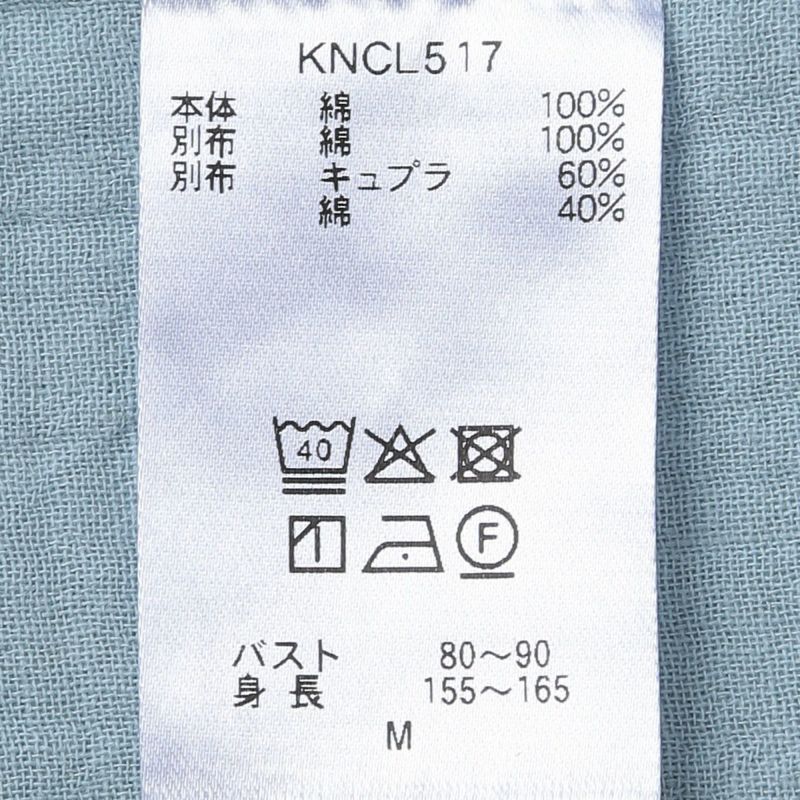 KNCL517
本体 綿 100%
別布 綿 100%
別布 キュプラ 60%
綿 40%
40
F
バスト 80～90
身長 155～165
M